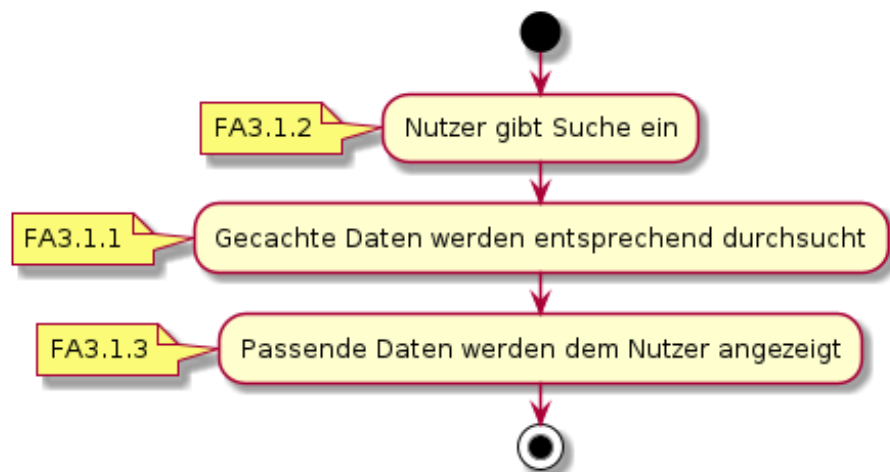 FA3.1.2
Nutzer gibt Suche ein
FA3.1.1
Gecachte Daten werden entsprechend durchsucht
FA3.1.3
Passende Daten werden dem Nutzer angezeigt